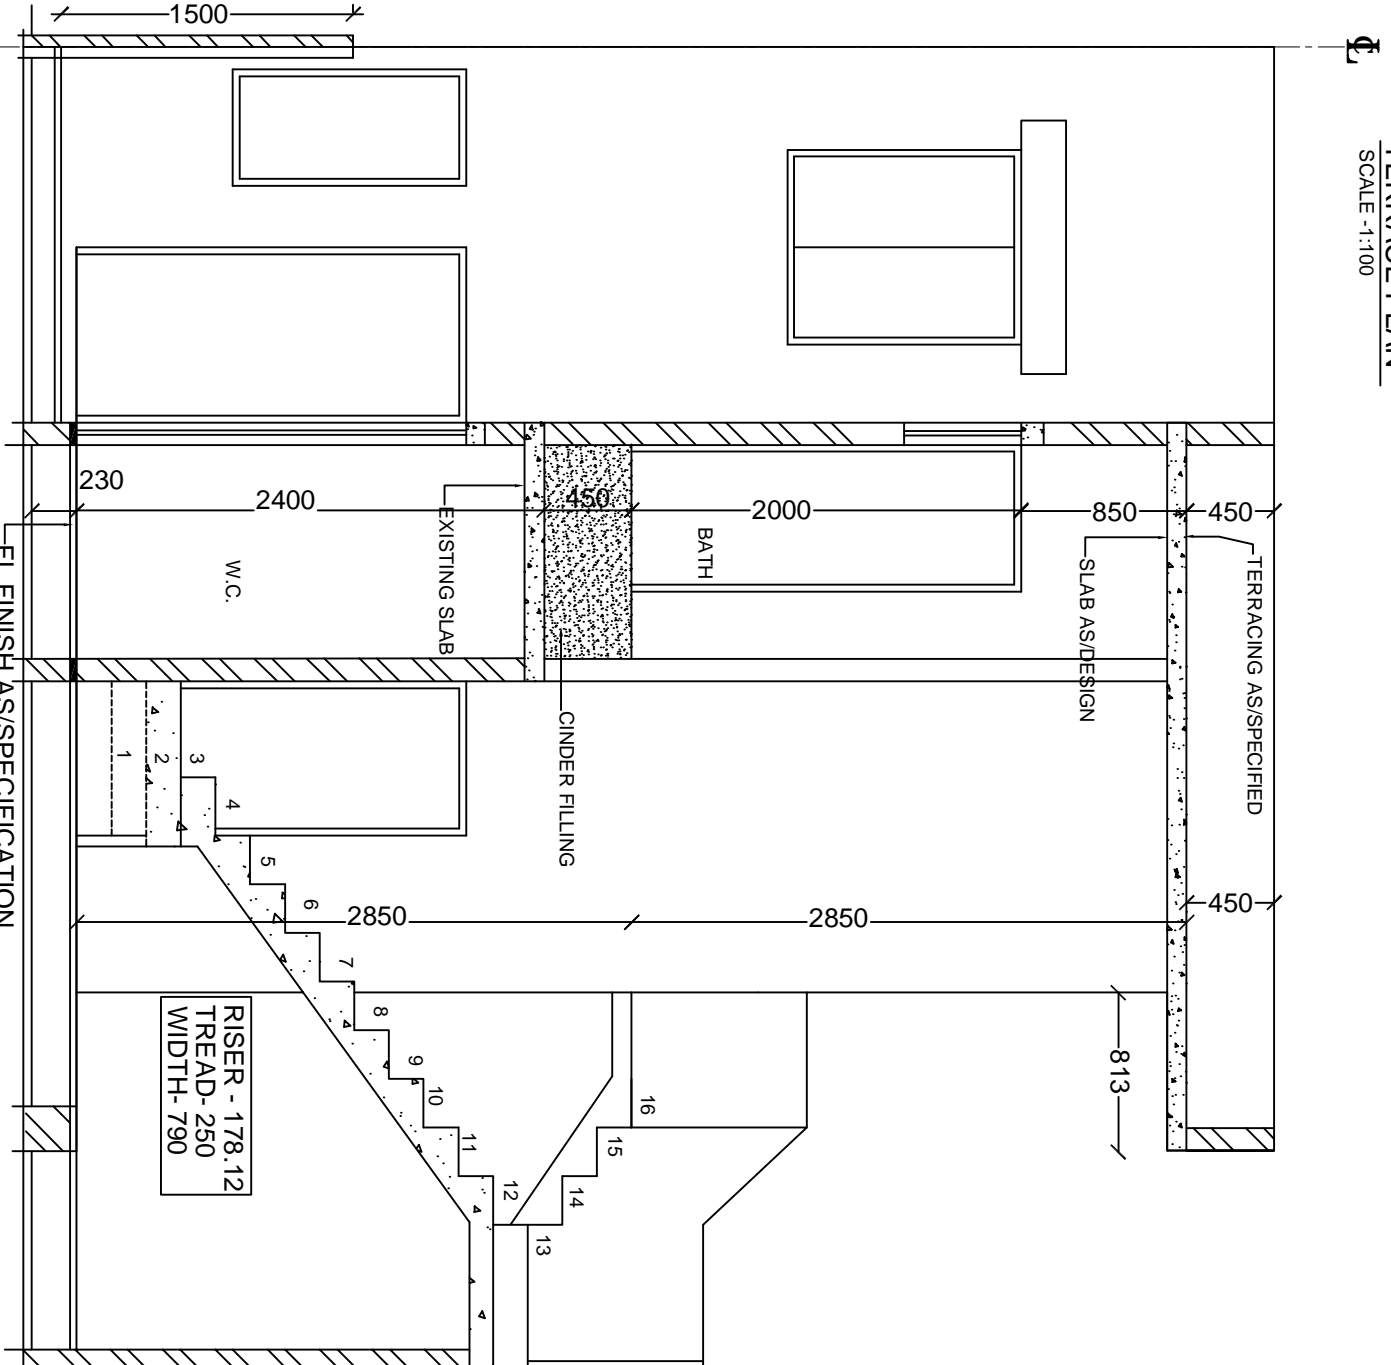 1500
℄
TERRACE PLAN
SCALE -1:100
230
2400
450
2000
850
450
EXISTING SLAB
BATH
W.C.
SLAB AS/DESIGN
TERRACING AS/SPECIFIED
FL.FINISH AS/SPECIFICATION
CINDER FILLING
1
2
3
4
5
6
7
8
9
10
11
12
13
14
15
16
2850
2850
450
813
RISER - 178.12
TREAD- 250
WIDTH- 790